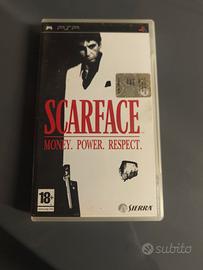 PSP
SCARFACE
MONEY. POWER. RESPECT.
18+
SIERRA
subito